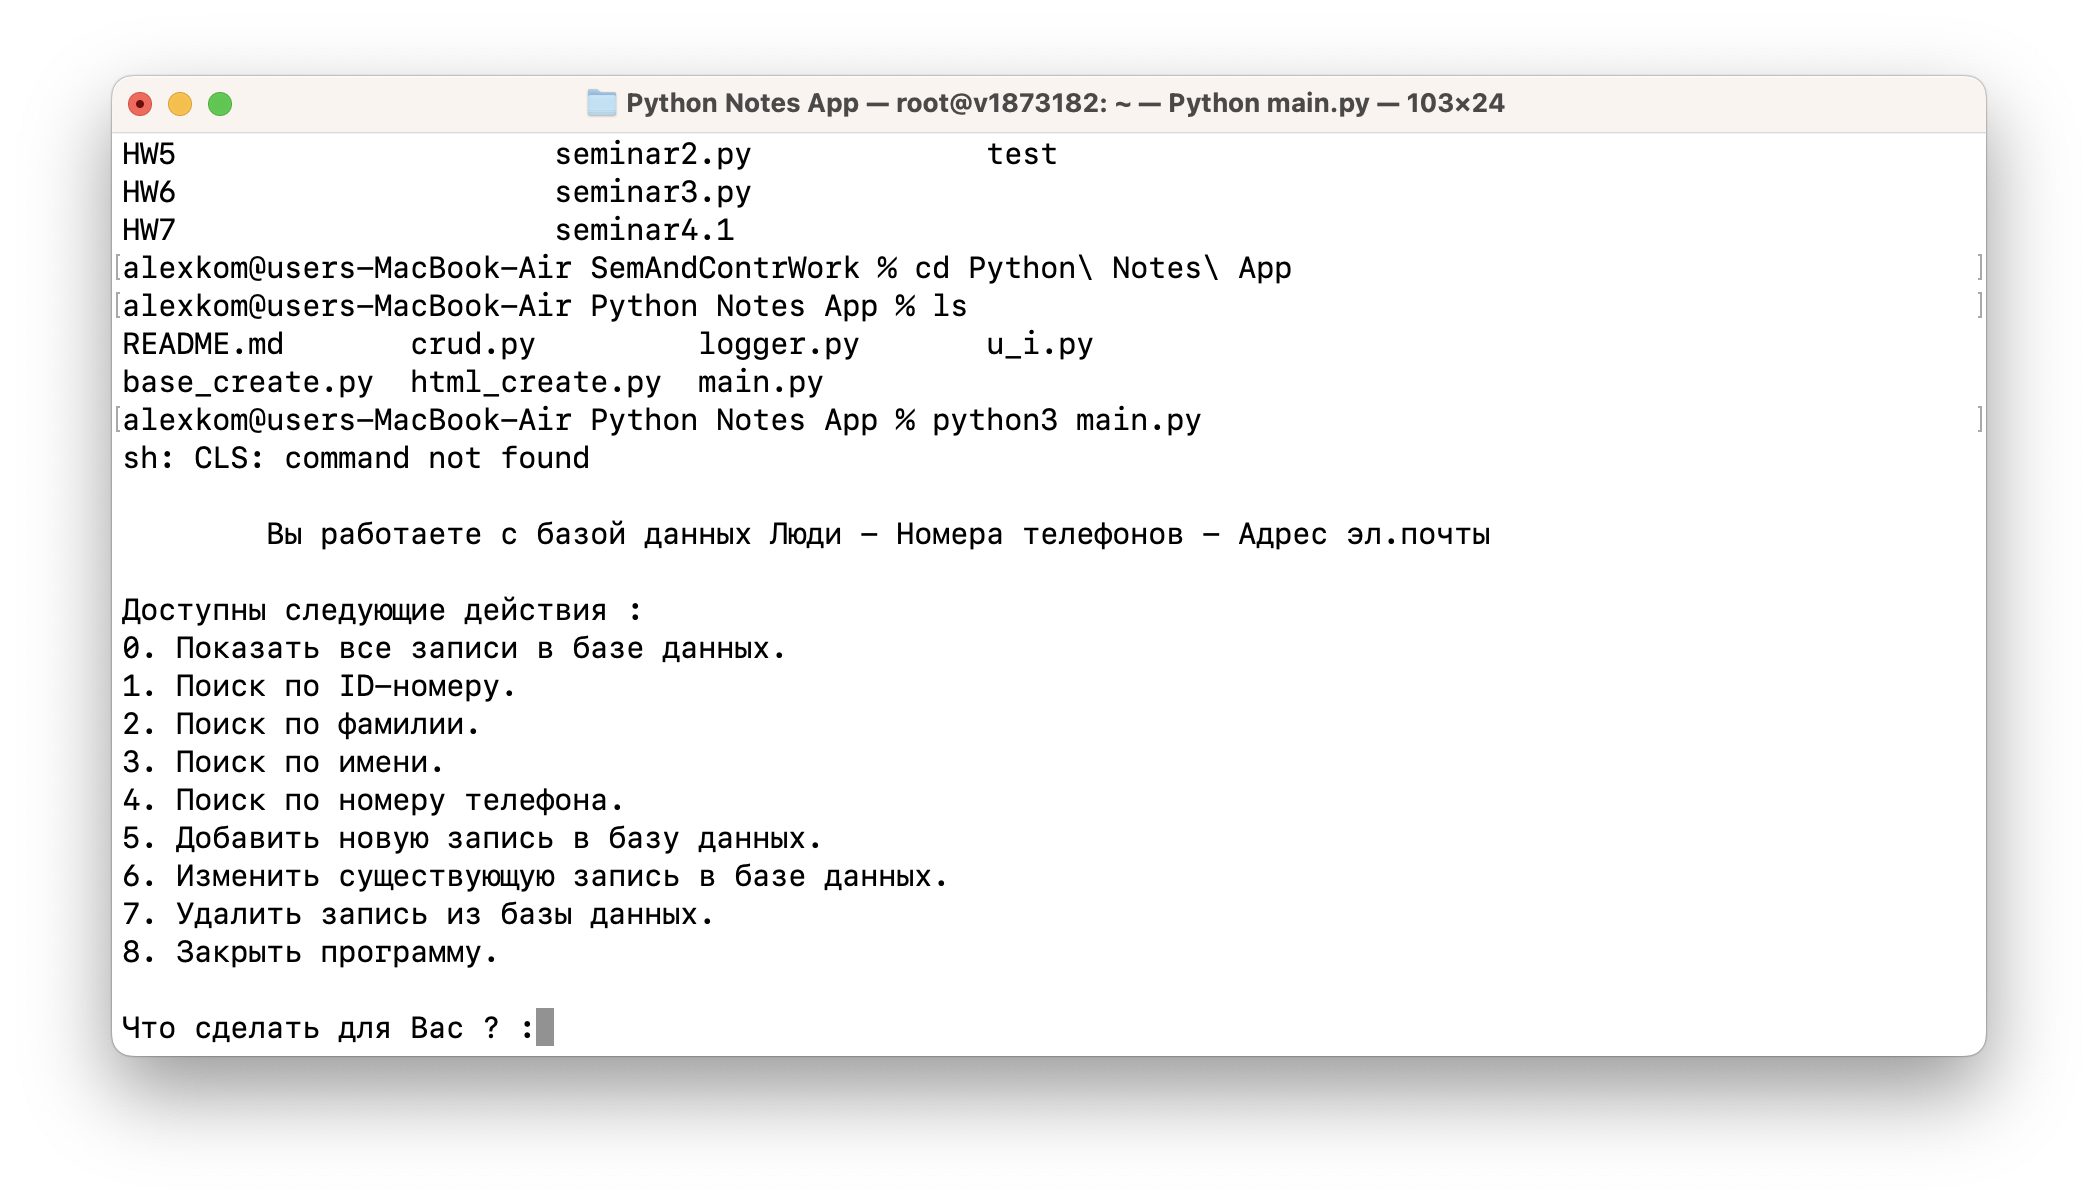 Python Notes App — root@v1873182: ~ — Python main.py — 103×24
HW5 seminar2.py test
HW6 seminar3.py
HW7 seminar4.1
[alexkom@users-MacBook-Air SemAndContrWork % cd Python\ Notes\ App ]
[alexkom@users-MacBook-Air Python Notes App % ls ]
README.md crud.py logger.py u_i.py
base_create.py html_create.py main.py
[alexkom@users-MacBook-Air Python Notes App % python3 main.py ]
sh: CLS: command not found
Вы работаете с базой данных Люди - Номера телефонов - Адрес эл.почты
Доступны следующие действия :
0. Показать все записи в базе данных.
1. Поиск по ID-номеру.
2. Поиск по фамилии.
3. Поиск по имени.
4. Поиск по номеру телефона.
5. Добавить новую запись в базу данных.
6. Изменить существующую запись в базе данных.
7. Удалить запись из базы данных.
8. Закрыть программу.
Что сделать для Вас ? :